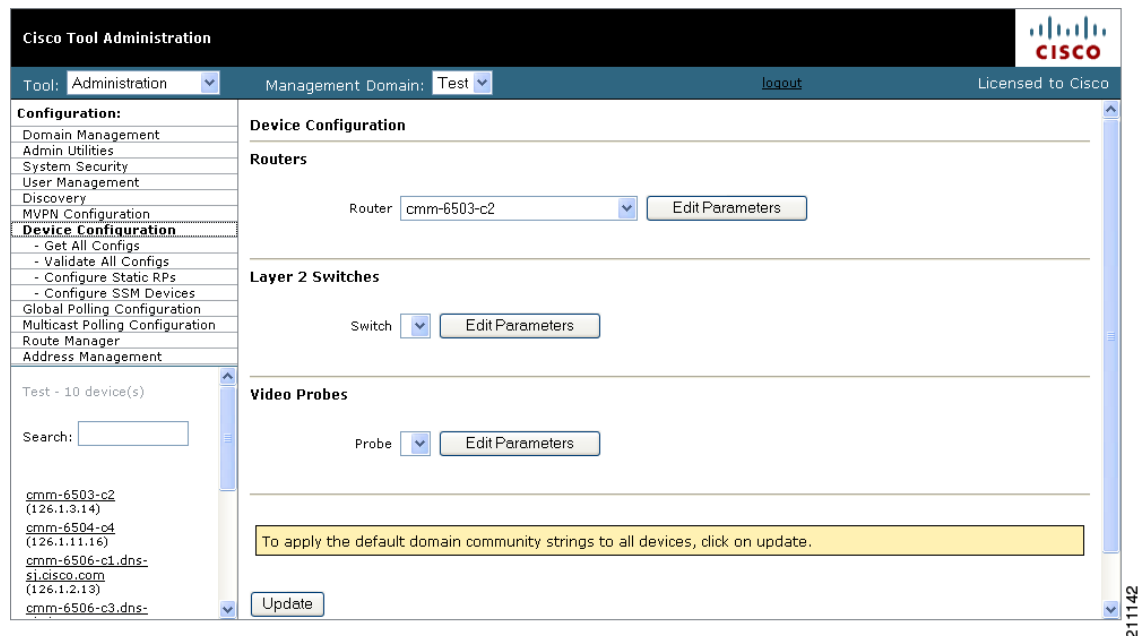 Cisco Tool Administration
CISCO
Tool: Administration Management Domain: Test logout Licensed to Cisco
Configuration:
Domain Management
Admin Utilities
System Security
User Management
Discovery
MVPN Configuration
Device Configuration
- Get All Configs
- Validate All Configs
- Configure Static RPs
- Configure SSM Devices
Global Polling Configuration
Multicast Polling Configuration
Route Manager
Address Management
Test - 10 device(s)
Search:
cmm-6503-c2
(126.1.3.14)
cmm-6504-c4
(126.1.11.16)
cmm-6506-c1.dns-
sj.cisco.com
(126.1.2.13)
cmm-6506-c3.dns-
Device Configuration
Routers
Router cmm-6503-c2 Edit Parameters
Layer 2 Switches
Switch Edit Parameters
Video Probes
Probe Edit Parameters
To apply the default domain community strings to all devices, click on update.
Update
211142